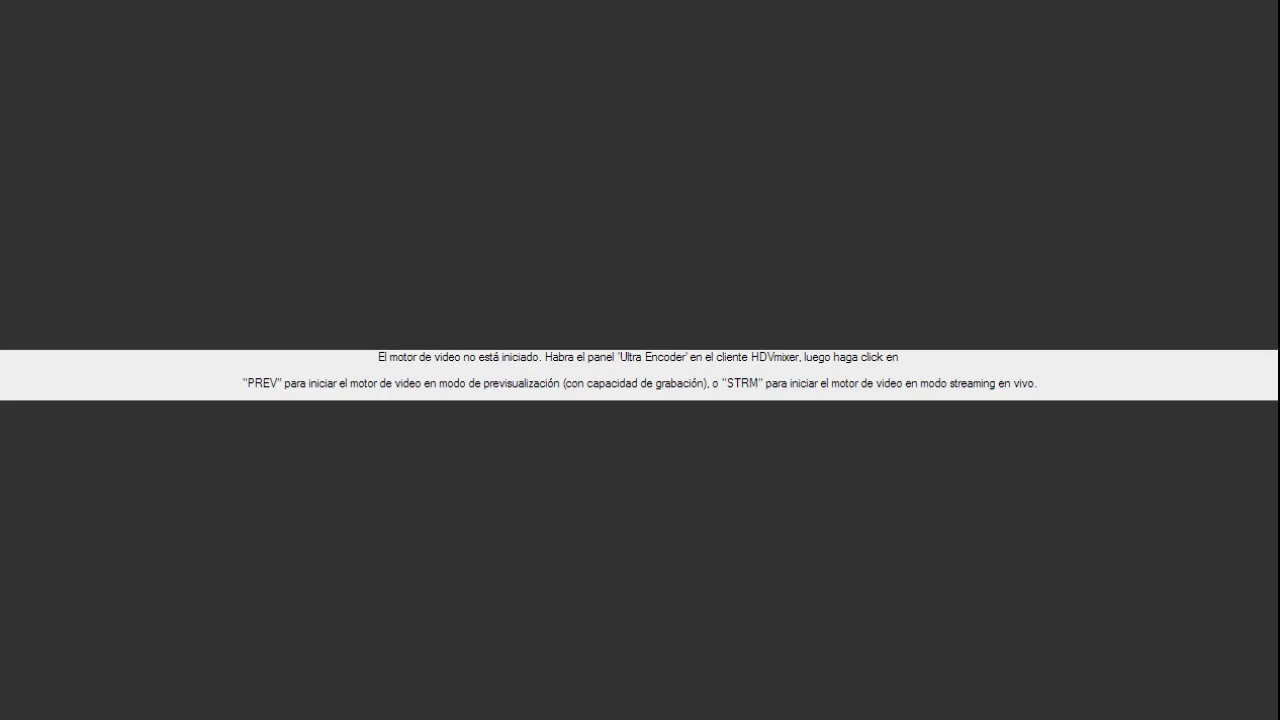 El motor de video no está iniciado. Habra el panel 'Ultra Encoder' en el cliente HDVmixer, luego haga click en
"PREV" para iniciar el motor de video en modo de previsualización (con capacidad de grabación), o "STRM" para iniciar el motor de video en modo streaming en vivo.